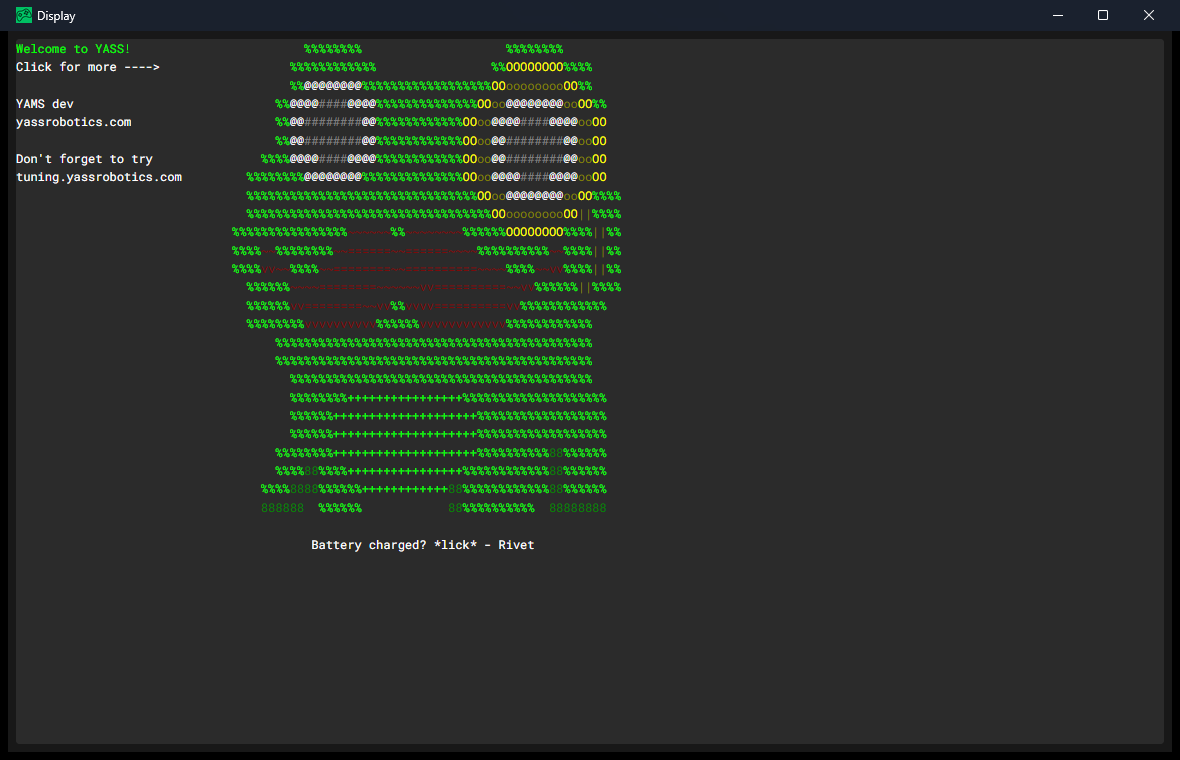 Display
Welcome to YASS!
Click for more ---->
YAMS dev
yassrobotics.com
Don't forget to try
tuning.yassrobotics.com
Battery charged? *lick* - Rivet